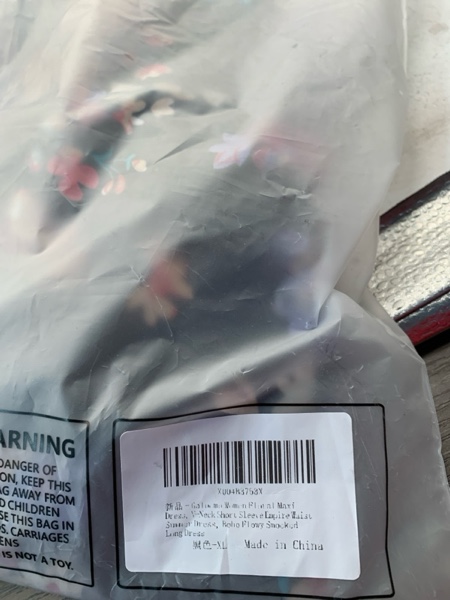 ARNING
DANGER OF
ON, KEEP THIS
AG AWAY FROM
D CHILDREN
SE THIS BAG IN
S. CARRIAGES
ENS
IS NOT A TOY.
新品 - Women Floral Maxi
Dress, V-Neck Short Sleeve Empire Waist
Summer Dress, Boho Flowy Smocked
Long Dress
-XL Made in China